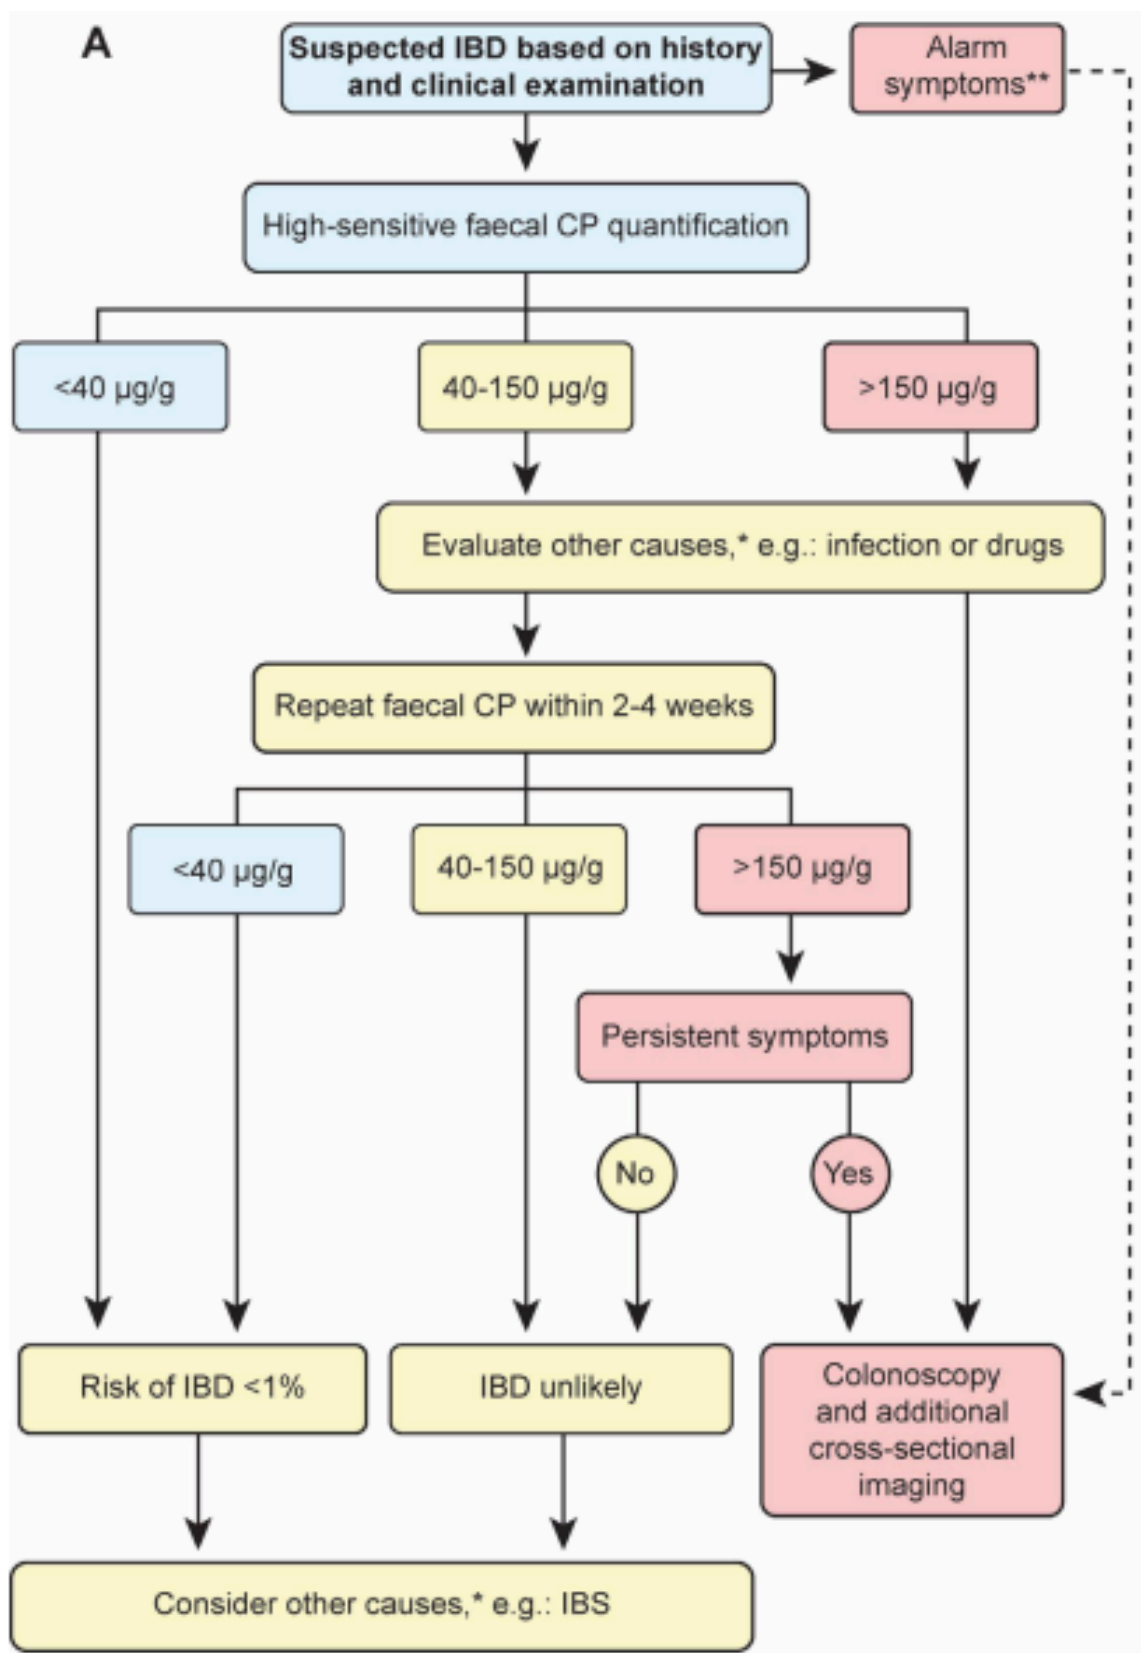 A
Suspected IBD based on history
and clinical examination
Alarm
symptoms**
High-sensitive faecal CP quantification
<40 µg/g
40-150 µg/g
>150 µg/g
Evaluate other causes,* e.g.: infection or drugs
Repeat faecal CP within 2-4 weeks
<40 µg/g
40-150 µg/g
>150 µg/g
Persistent symptoms
No
Yes
Risk of IBD <1%
IBD unlikely
Colonoscopy
and additional
cross-sectional
imaging
Consider other causes,* e.g.: IBS